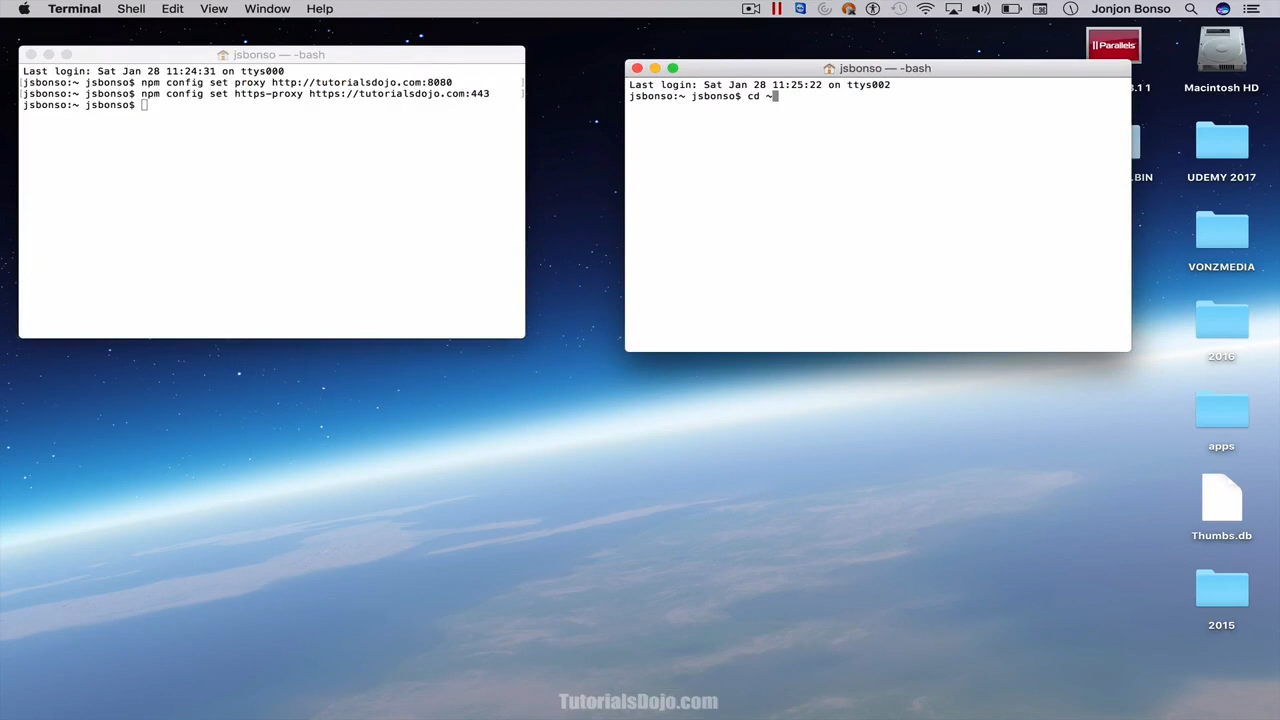 Terminal Shell Edit View Window Help Jonjon Bonso
jsbonso — -bash
Last login: Sat Jan 28 11:24:31 on ttys000
jsbonso:~ jsbonso$ npm config set proxy http://tutorialsdojo.com:8080
jsbonso:~ jsbonso$ npm config set https-proxy https://tutorialsdojo.com:443
jsbonso:~ jsbonso$
jsbonso — -bash
Last login: Sat Jan 28 11:25:22 on ttys002
jsbonso:~ jsbonso$ cd ~
Parallels
.1 1
Macintosh HD
.BIN
UDEMY 2017
VONZMEDIA
2016
apps
Thumbs.db
2015
TutorialsDojo.com